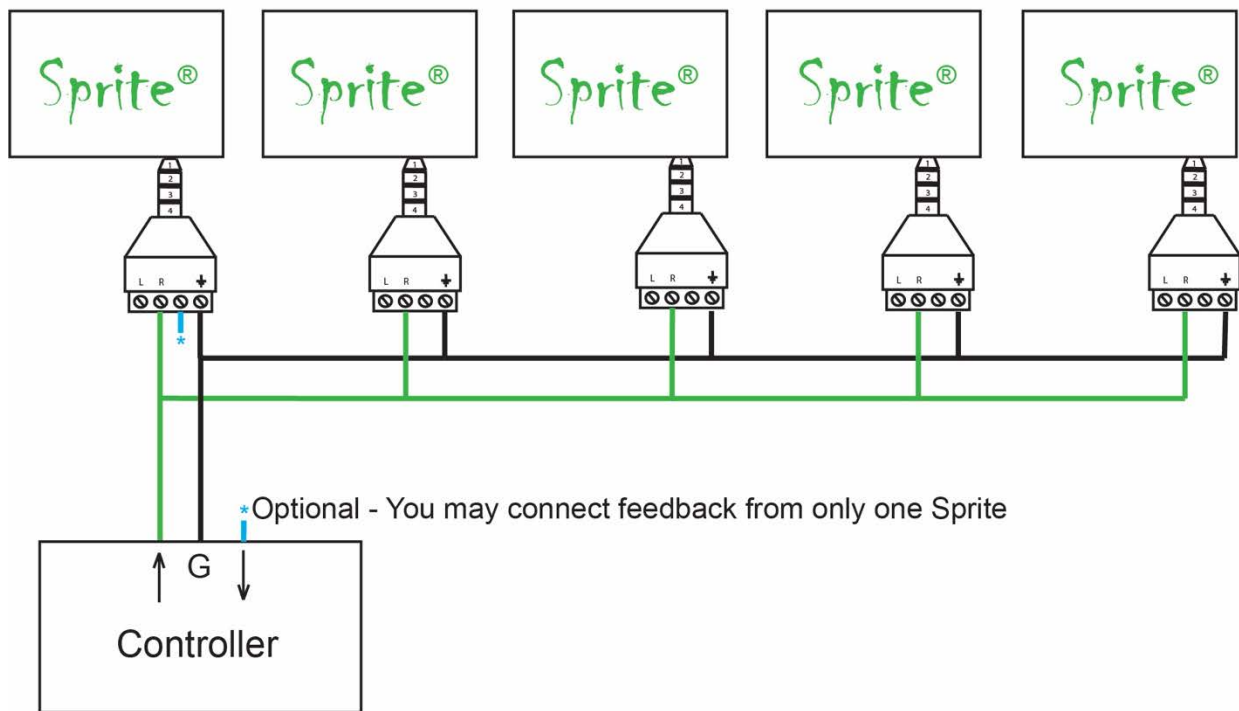 Sprite® Sprite® Sprite® Sprite® Sprite®
1 1 1 1 1
2 2 2 2 2
3 3 3 3 3
4 4 4 4 4
L R L R L R L R L R
*
*Optional - You may connect feedback from only one Sprite
G
Controller